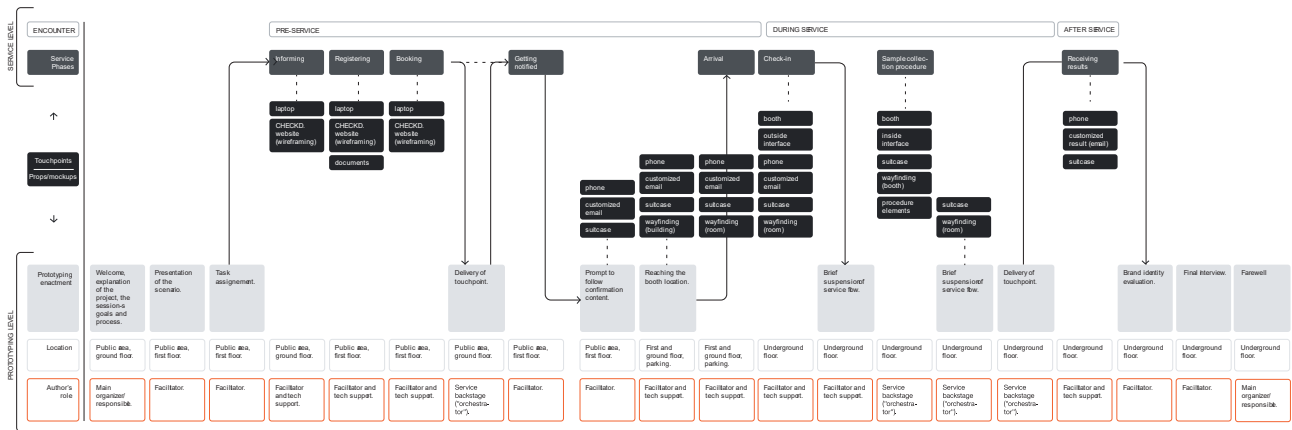 SERVICE LEVEL
ENCOUNTER
PRE-SERVICE
DURING SERVICE
AFTER SERVICE
Service
Phases
Informing
Registering
Booking
Getting
notified
Arrival
Check-in
Sample collec-
tion procedure
Receiving
results
Touchpoints
Props/mockups
laptop
CHECKD.
website
(wireframing)
laptop
CHECKD.
website
(wireframing)
documents
laptop
CHECKD.
website
(wireframing)
phone
customized
email
suitcase
phone
customized
email
suitcase
wayfinding
(building)
phone
customized
email
suitcase
wayfinding
(room)
booth
outside
interface
phone
customized
email
suitcase
wayfinding
(room)
booth
inside
interface
suitcase
wayfinding
(booth)
procedure
elements
suitcase
wayfinding
(room)
phone
customized
result (email)
suitcase
PROTOTYPING LEVEL
Prototyping
enactment
Welcome,
explanation
of the
project, the
session-s
goals and
process.
Presentation
of the
scenario.
Task
assignement.
Delivery of
touchpoint.
Prompt to
follow
confirmation
content.
Reaching the
booth location.
Brief
suspension of
service flow.
Brief
suspension of
service flow.
Delivery of
touchpoint.
Brand identity
evaluation.
Final interview.
Farewell
Location
Public area,
ground floor.
Public area,
first floor.
Public area,
first floor.
Public area,
ground floor.
Public area,
first floor.
Public area,
first floor.
Public area,
ground floor.
Public area,
first floor.
Public area,
first floor.
First and
ground floor,
parking.
First and
ground floor,
parking.
Underground
floor.
Underground
floor.
Underground
floor.
Underground
floor.
Underground
floor.
Underground
floor.
Underground
floor.
Underground
floor.
Underground
floor.
Author's
role
Main
organizer/
responsible.
Facilitator.
Facilitator.
Facilitator
and tech
support.
Facilitator and
tech support.
Facilitator and
tech support.
Service
backstage
("orchestra-
tor").
Facilitator.
Facilitator.
Facilitator and
tech support.
Facilitator and
tech support.
Facilitator and
tech support.
Facilitator and
tech support.
Service
backstage
("orchestra-
tor").
Service
backstage
("orchestra-
tor").
Service
backstage
("orchestra-
tor").
Facilitator and
tech support.
Facilitator.
Facilitator.
Main
organizer/
responsible.